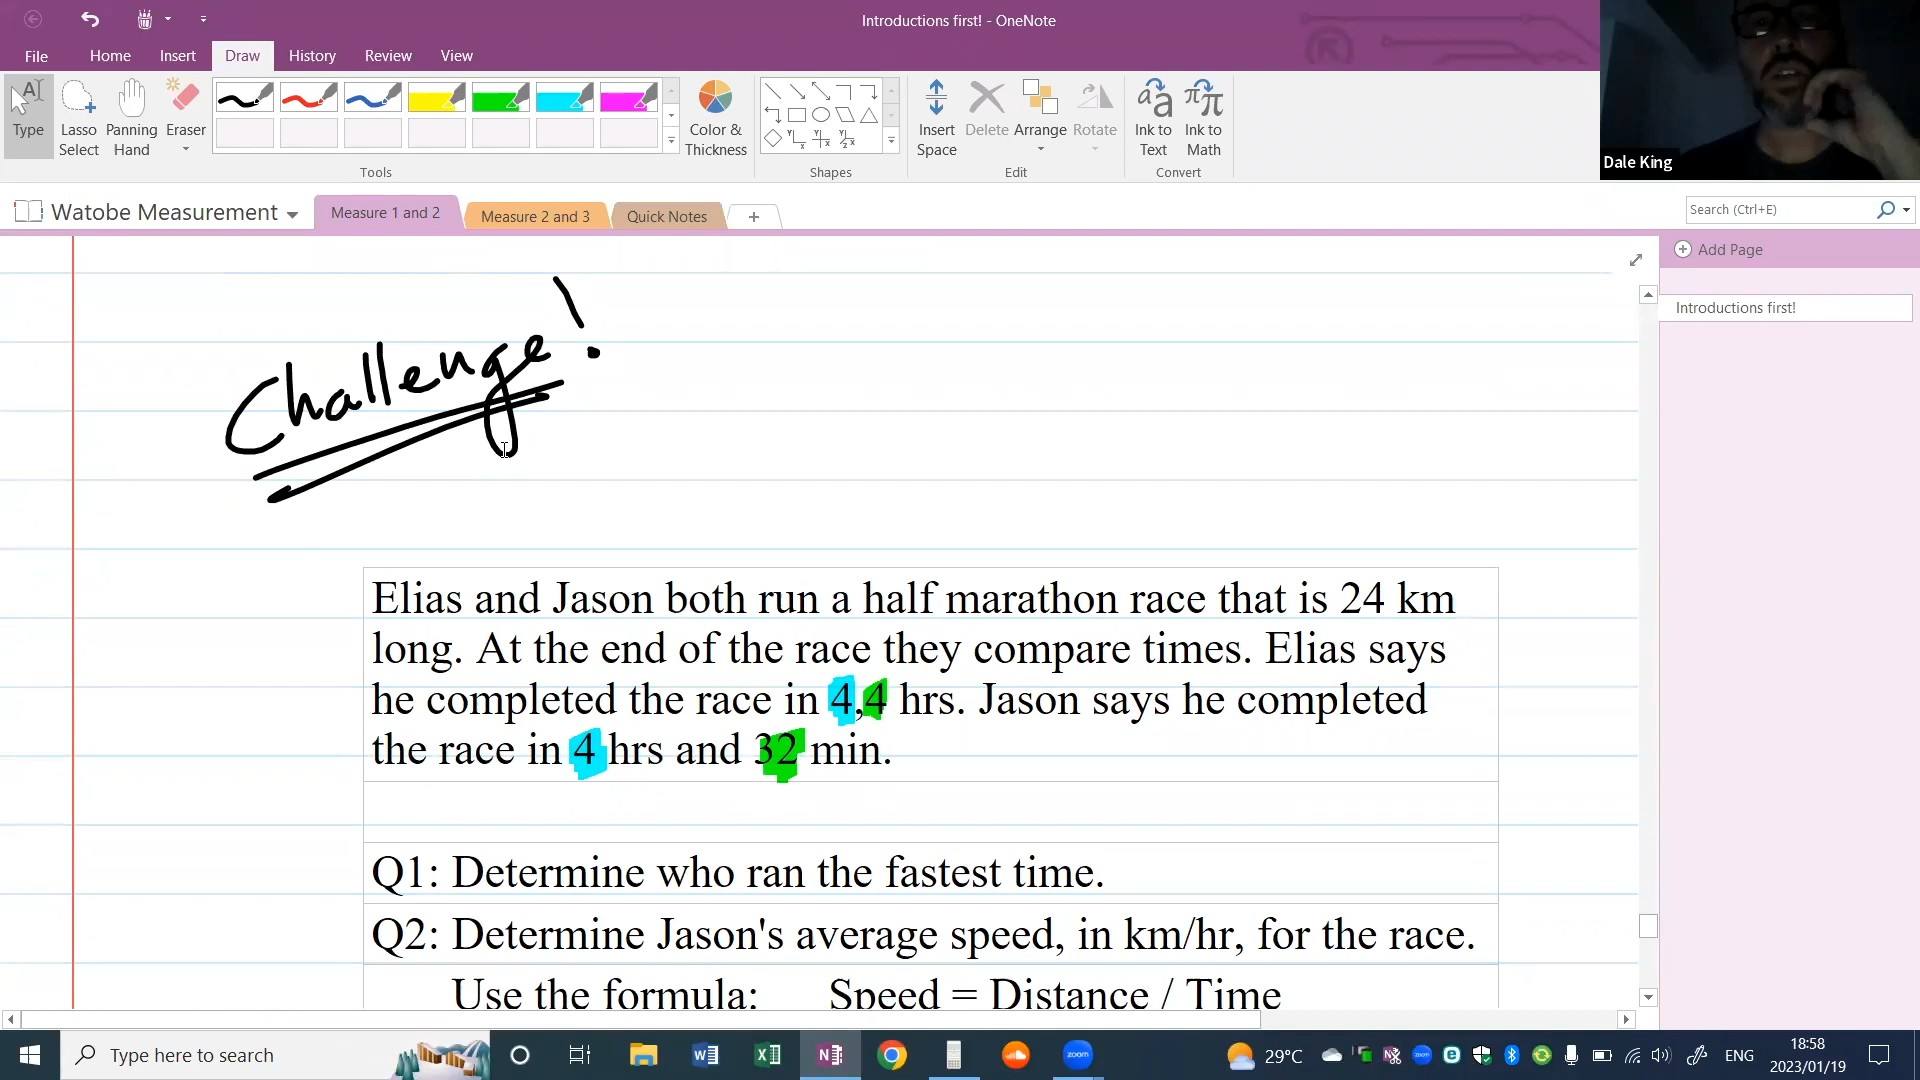 Introductions first! - OneNote
File Home Insert Draw History Review View
Type
Lasso Select
Panning Hand
Eraser
Color & Thickness
Insert Space
Delete
Arrange
Rotate
Ink to Text
Ink to Math
Tools
Shapes
Edit
Convert
Dale King
Watobe Measurement
Measure 1 and 2
Measure 2 and 3
Quick Notes
Search (Ctrl+E)
Add Page
Introductions first!
Challenge!
Elias and Jason both run a half marathon race that is 24 km
long. At the end of the race they compare times. Elias says
he completed the race in 4,4 hrs. Jason says he completed
the race in 4 hrs and 32 min.
Q1: Determine who ran the fastest time.
Q2: Determine Jason's average speed, in km/hr, for the race.
Use the formula: Speed = Distance / Time
Type here to search
zoom
29°C
ENG
18:58
2023/01/19